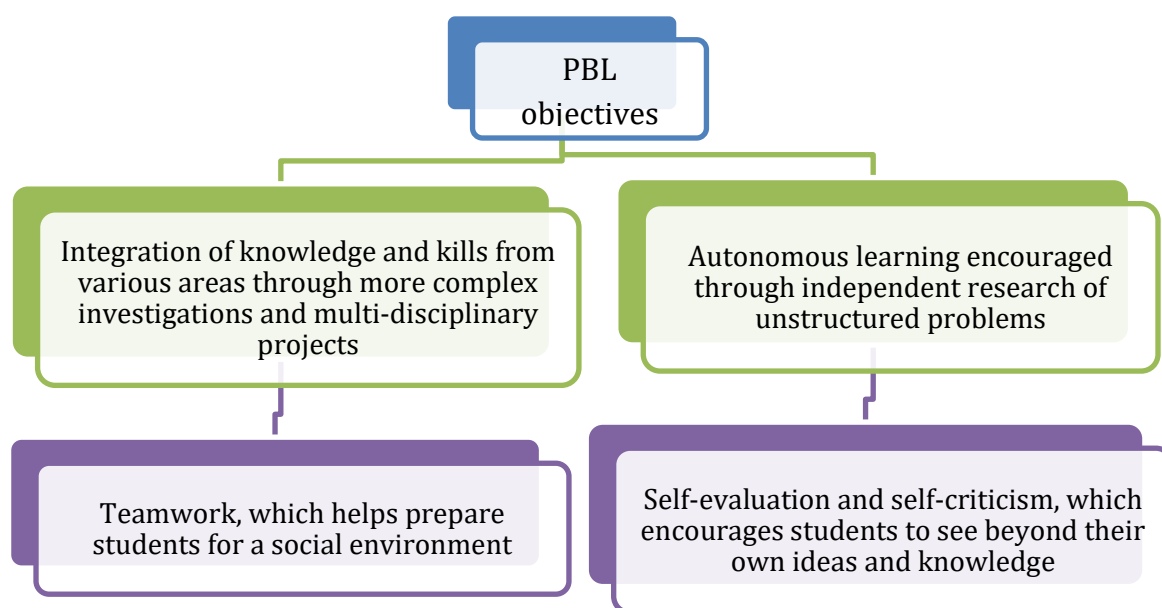 PBL
objectives
Integration of knowledge and kills from
various areas through more complex
investigations and multi-disciplinary
projects
Autonomous learning encouraged
through independent research of
unstructured problems
Teamwork, which helps prepare
students for a social environment
Self-evaluation and self-criticism, which
encourages students to see beyond their
own ideas and knowledge